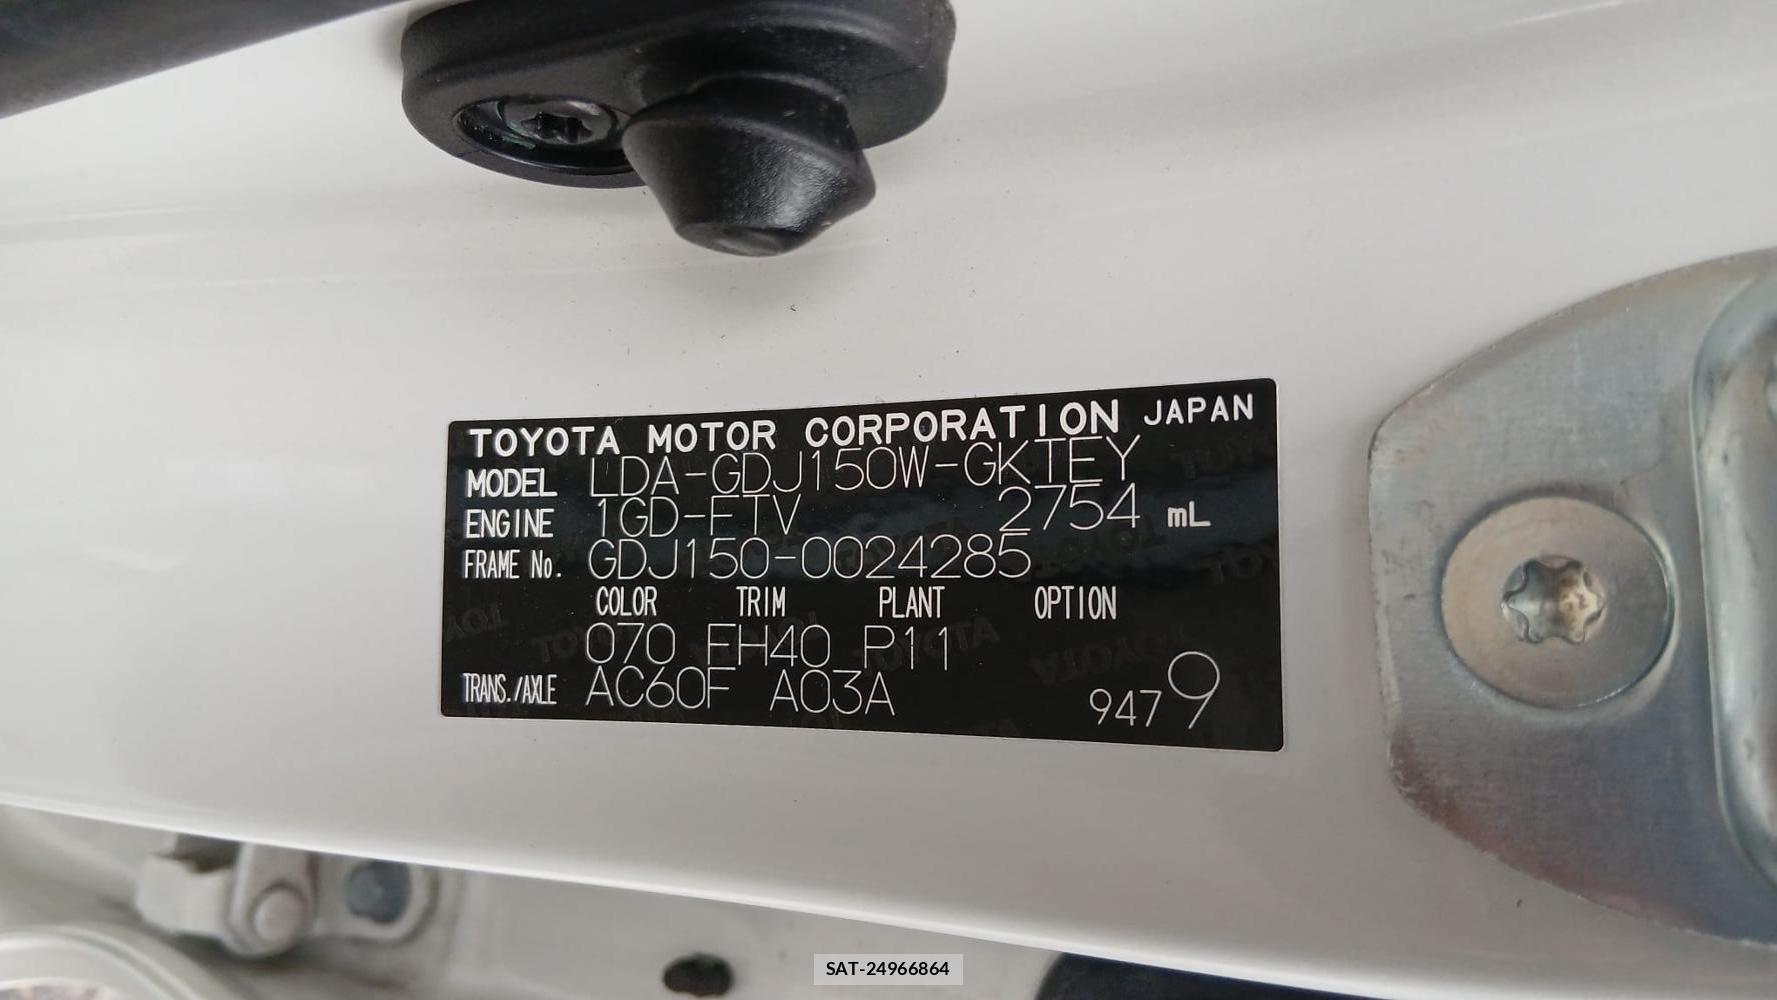 TOYOTA MOTOR CORPORATION JAPAN
MODEL LDA-GDJ150W-GKTEY
ENGINE 1GD-FTV 2754 mL
FRAME No. GDJ150-0024285
COLOR TRIM PLANT OPTION
070 FH40 P11
TRANS./AXLE AC60F A03A 9479
SAT-24966864